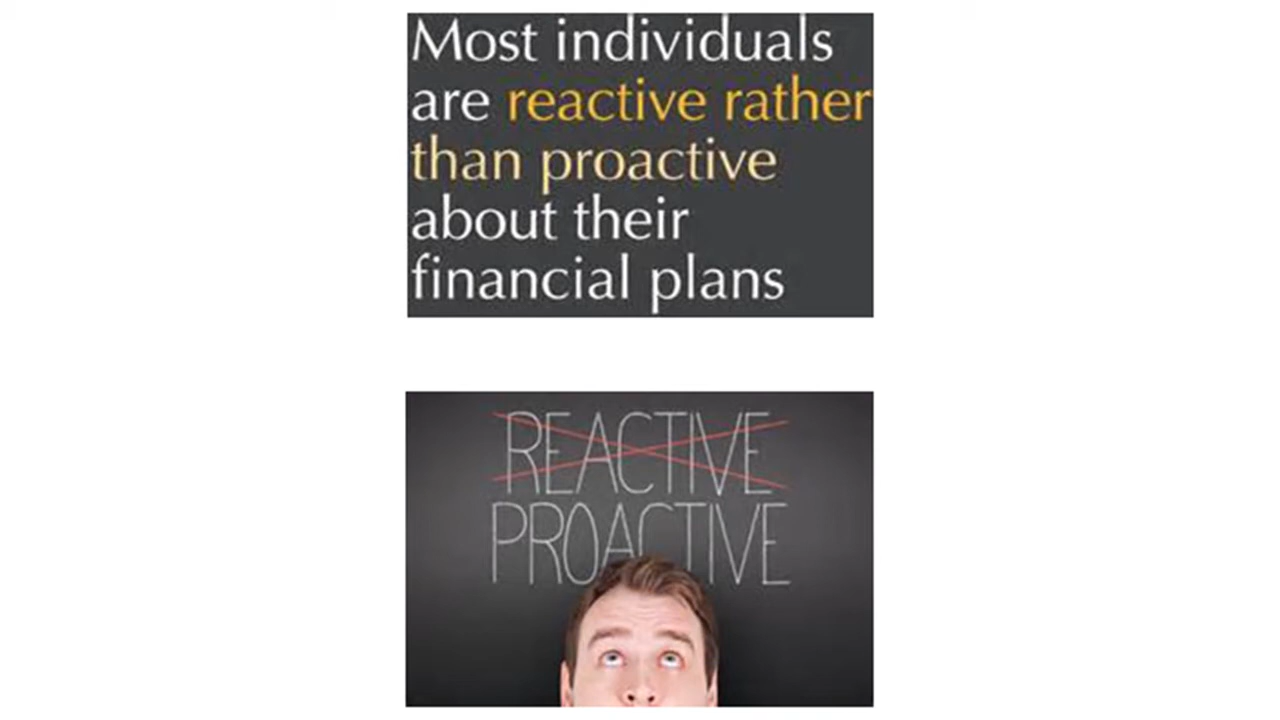 Most individuals
are reactive rather
than proactive
about their
financial plans
REACTIVE
PROACTIVE